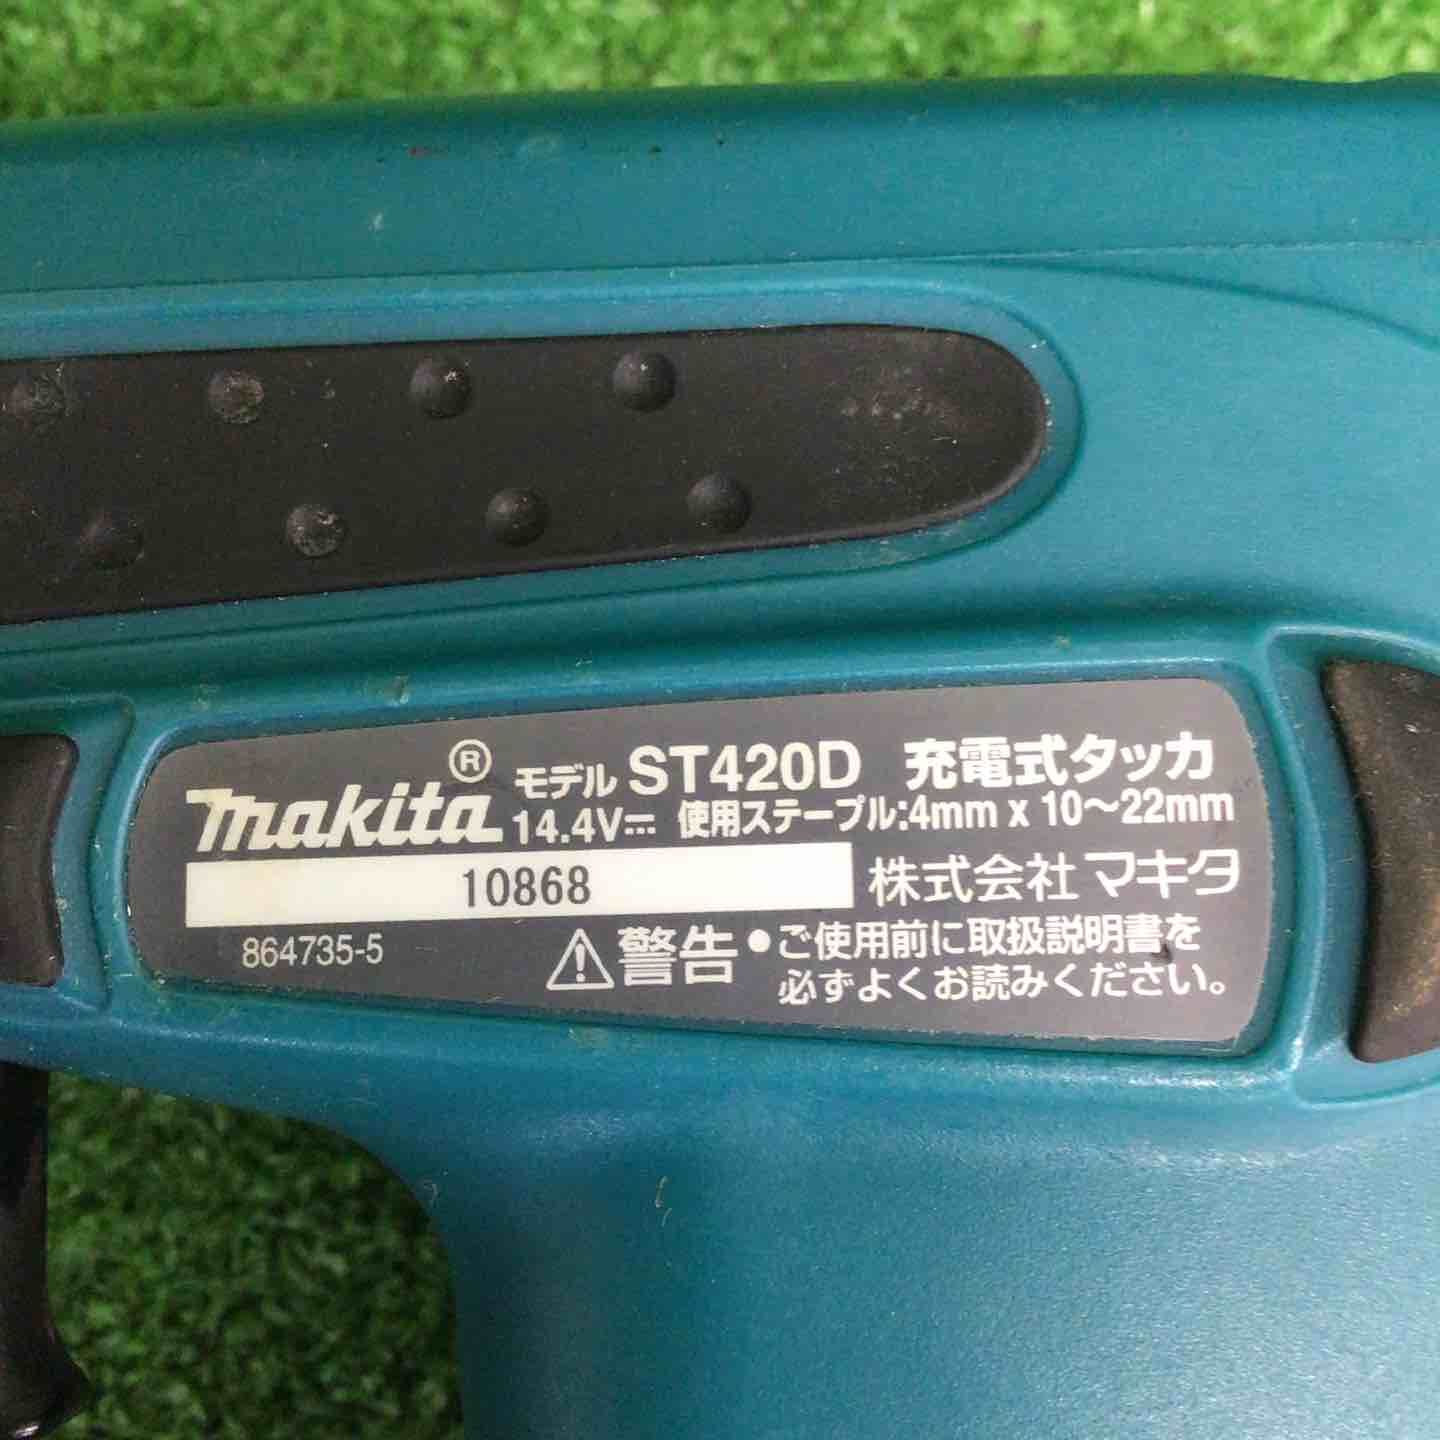 makita® モデル ST420D 充電式タッカ
14.4V⎓ 使用ステープル:4mm x 10～22mm
10868 株式会社 マキタ
864735-5 警告 ●ご使用前に取扱説明書を
必ずよくお読みください。